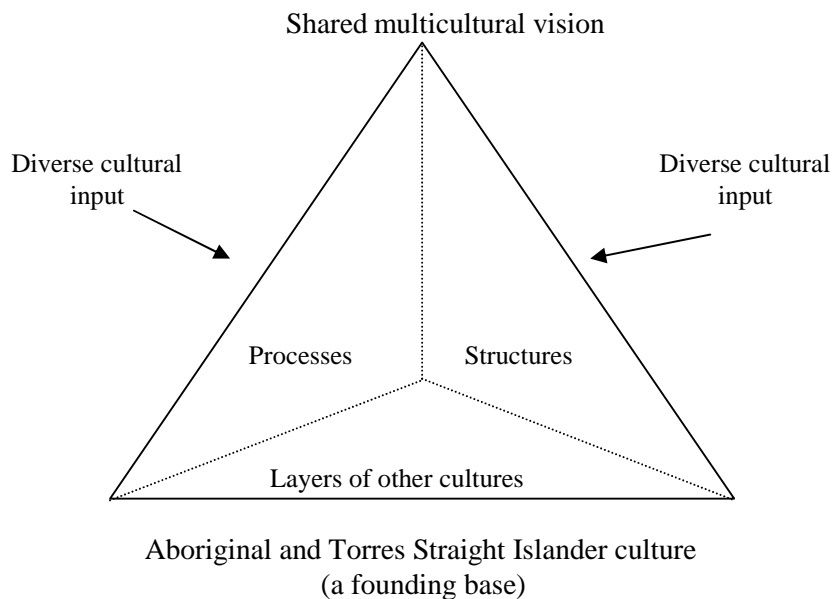 Shared multicultural vision
Diverse cultural
input
Diverse cultural
input
Processes
Structures
Layers of other cultures
Aboriginal and Torres Straight Islander culture
(a founding base)